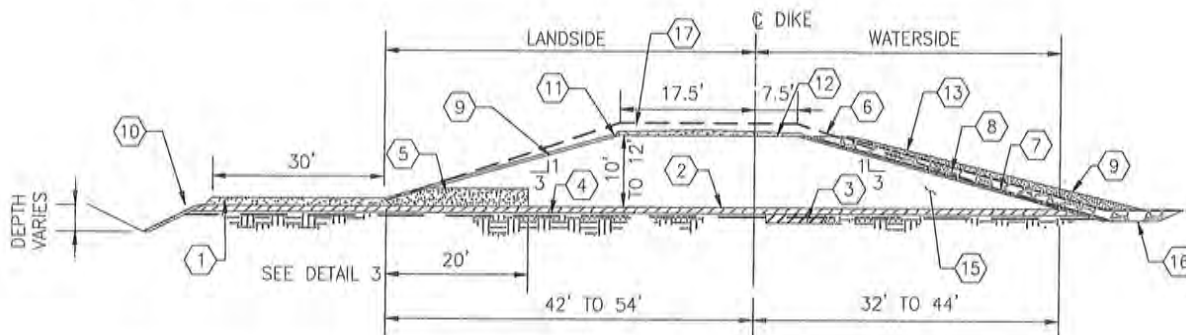 ℄ DIKE
LANDSIDE
17
WATERSIDE
11
17.5'
7.5'
12
6
13
10
9
8
5
7
30'
10'
TO 12'
1
3
4
2
3
1
3
9
DEPTH
VARIES
1
SEE DETAIL 3
20'
15
16
42' TO 54'
32' TO 44'